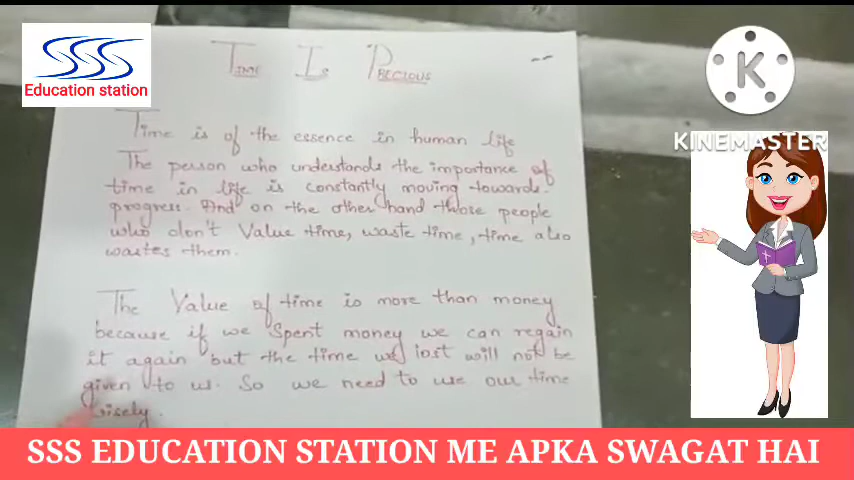 SSS
Education station
TIME IS PRECIOUS
K
KINEMASTER
Time is of the essence in human life
The person who understands the importance of
time in life is constantly moving towards
progress. And on the other hand those people
who don't Value time, waste time, time also
wastes them.
The Value of time is more than money
because if we Spent money we can regain
it again but the time we lost will not be
given to us. So we need to use our time
wisely.
SSS EDUCATION STATION ME APKA SWAGAT HAI